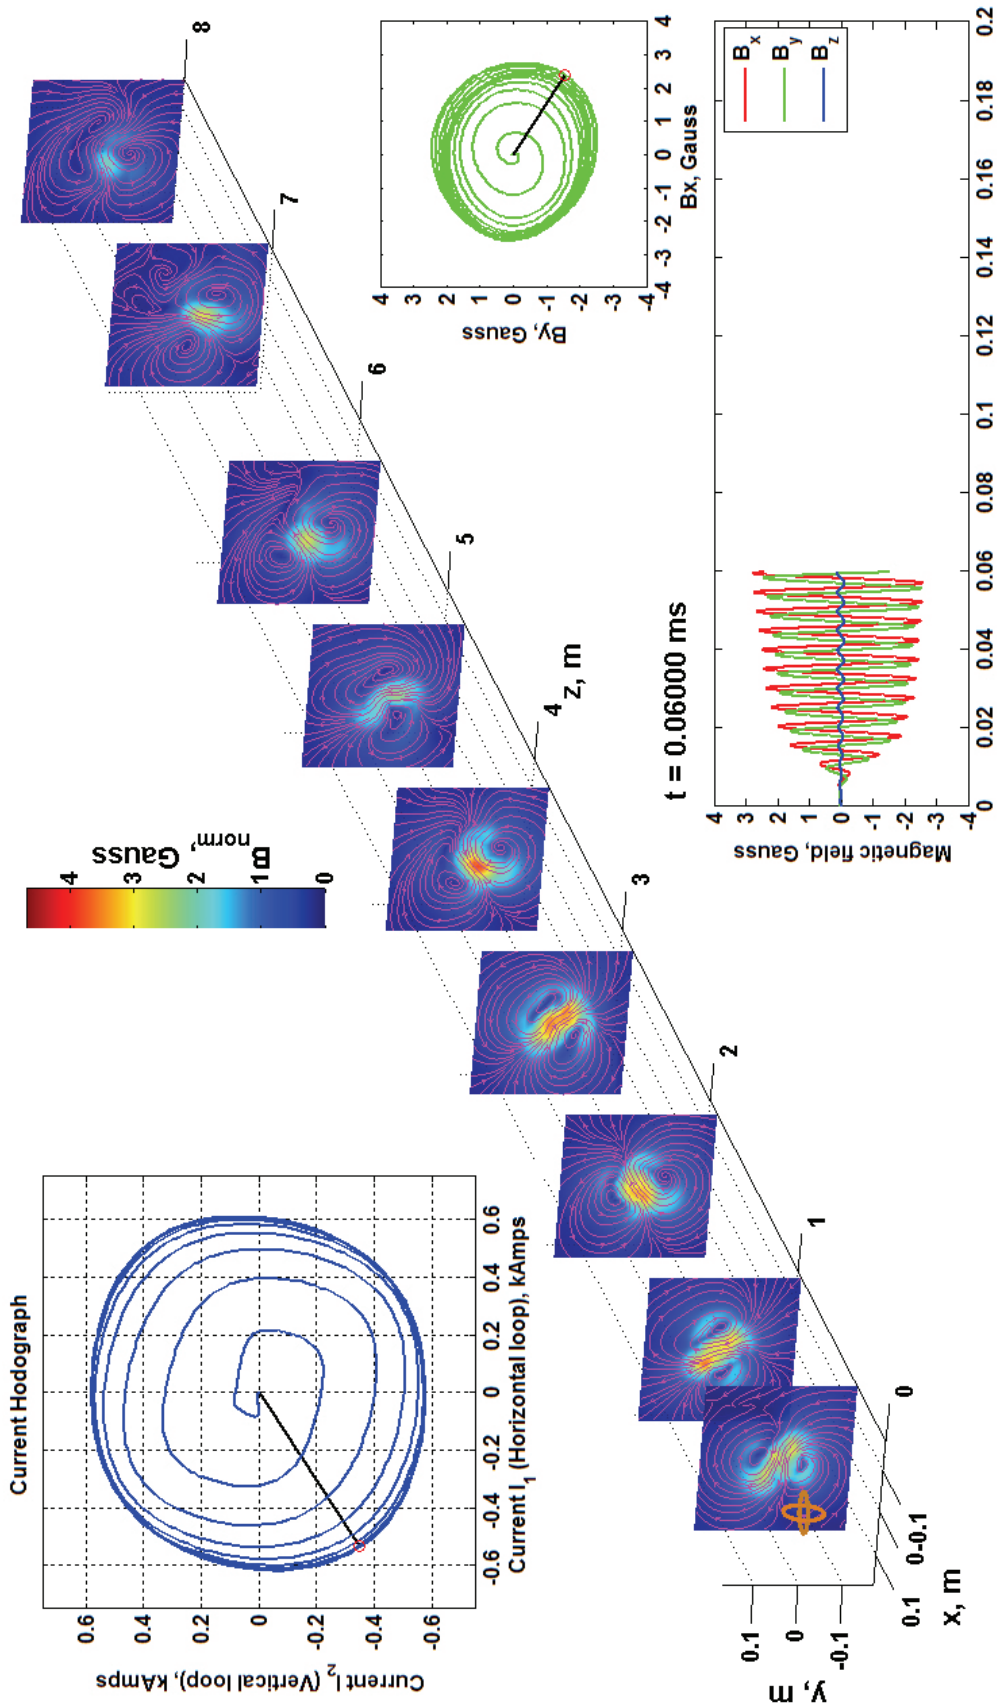 Current Hodograph
0.6
0.4
0.2
0
-0.2
-0.4
-0.6
Current I2 (Vertical loop), kAmps
-0.6 -0.4 -0.2 0 0.2 0.4 0.6
Current I1 (Horizontal loop), kAmps
4
3
2
1
0
Bnorm, Gauss
y, m
0.1
0
-0.1
x, m
0.1
0
-0.1
0
1
2
3
4
5
6
7
8
z, m
4
3
2
1
0
-1
-2
-3
-4
By, Gauss
-4 -3 -2 -1 0 1 2 3 4
Bx, Gauss
t = 0.06000 ms
4
3
2
1
0
-1
-2
-3
-4
Magnetic field, Gauss
0 0.02 0.04 0.06 0.08 0.1 0.12 0.14 0.16 0.18 0.2
Bx
By
Bz